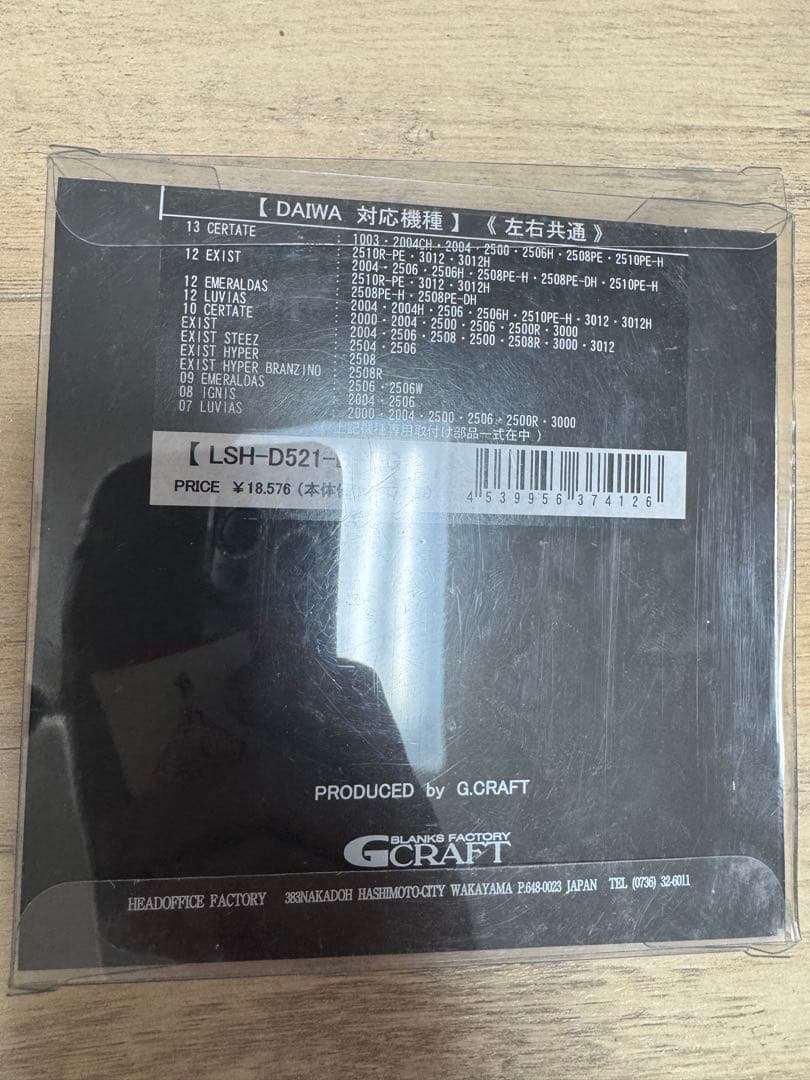 【 DAIWA 対応機種 】 《 左右共通 》
13 CERTATE : 1003・2004CH・2004・2500・2506H・2508PE・2510PE-H
2510R-PE・3012・3012H
12 EXIST : 2004・2506・2506H・2508PE-H・2508PE-DH・2510PE-H
2510R-PE・3012・3012H
12 EMERALDAS : 2508PE-H・2508PE-DH
12 LUVIAS : 2004・2004H・2506・2506H・2510PE-H・3012・3012H
10 CERTATE : 2000・2004・2500・2506・2500R・3000
EXIST : 2004・2506・2508・2500・2508R・3000・3012
EXIST STEEZ : 2504・2506
EXIST HYPER : 2508
EXIST HYPER BRANZINO : 2508R
09 EMERALDAS : 2506・2506W
08 IGNIS : 2004・2506
07 LUVIAS : 2000・2004・2500・2506・2500R・3000
上記機種専用取付け部品一式在中 )
【 LSH-D521-
PRICE ¥18.576 (本体
4539956374126
PRODUCED by G.CRAFT
BLANKS FACTORY
GCRAFT
HEADOFFICE FACTORY 383NAKADOH HASHIMOTO-CITY WAKAYAMA P.648-0023 JAPAN TEL (0736) 32-6011